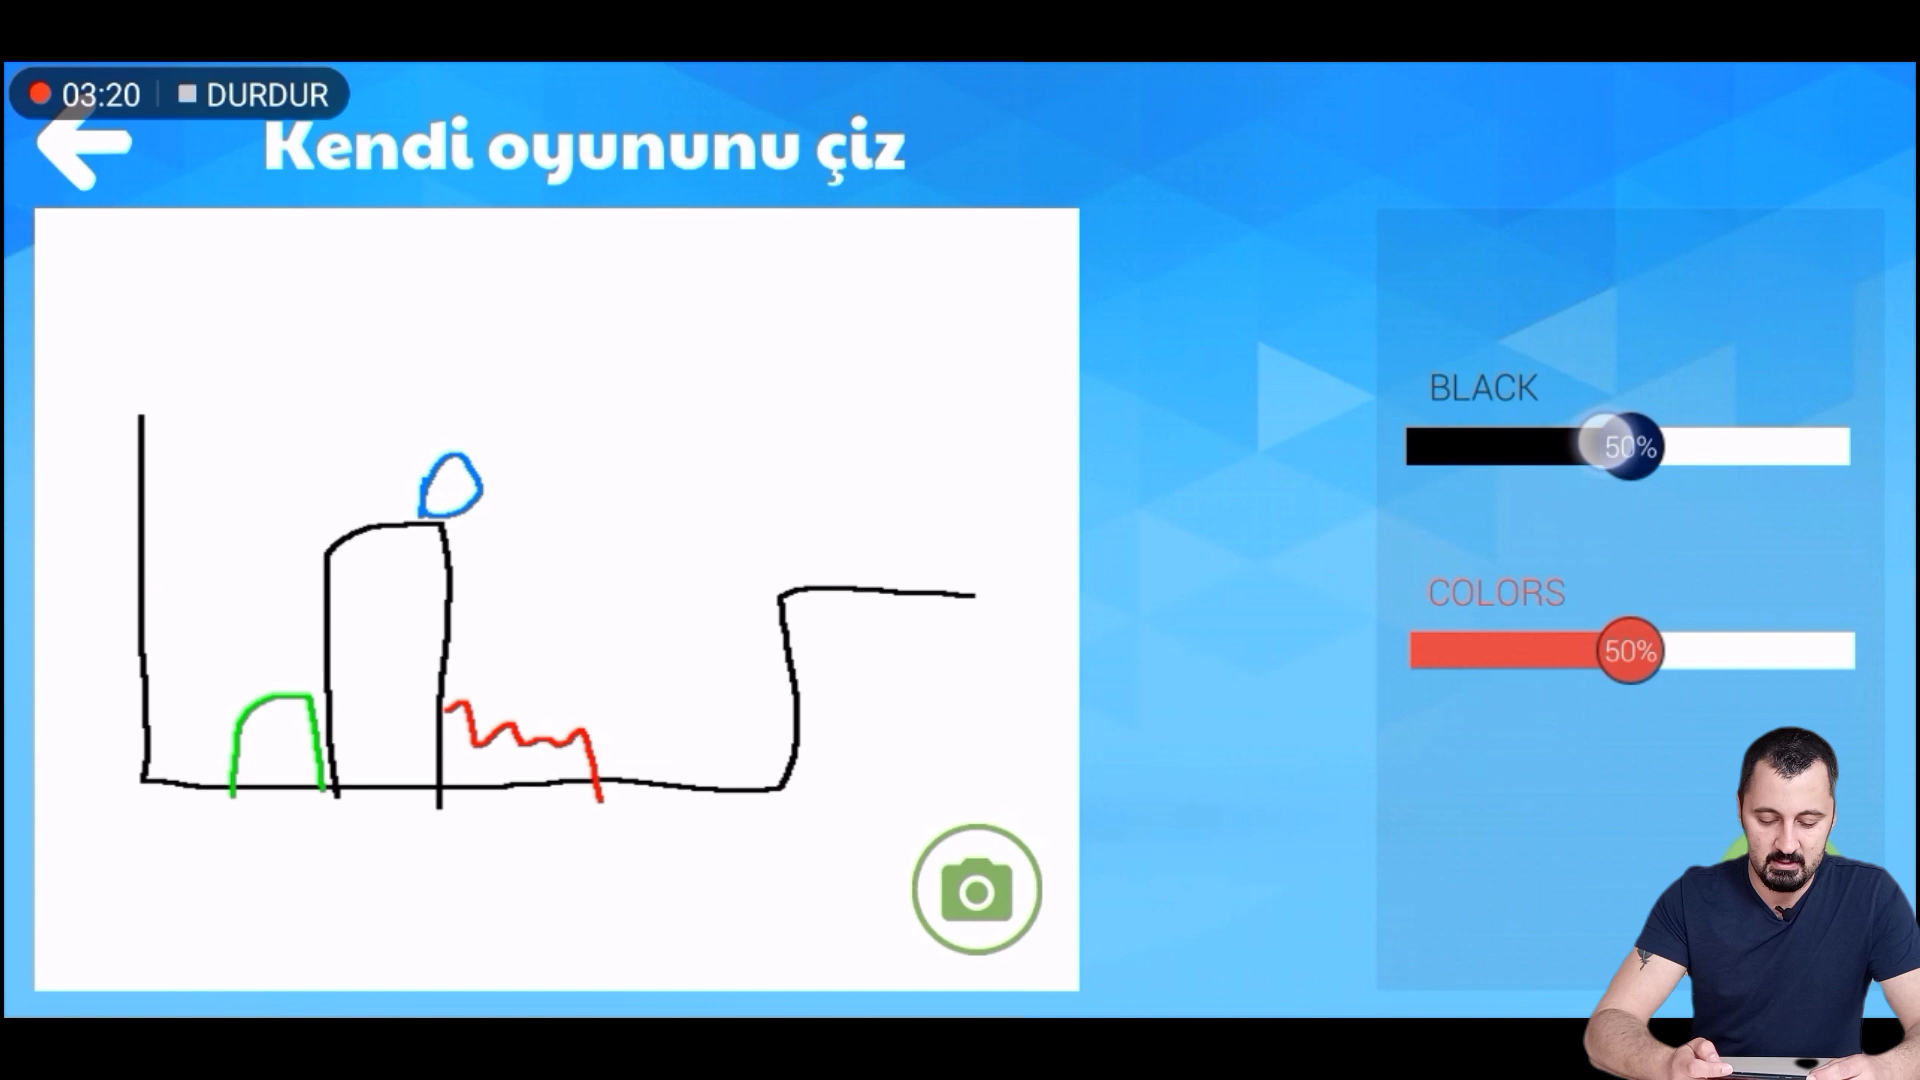 03:20 DURDUR
Kendi oyununu çiz
BLACK
50%
COLORS
50%